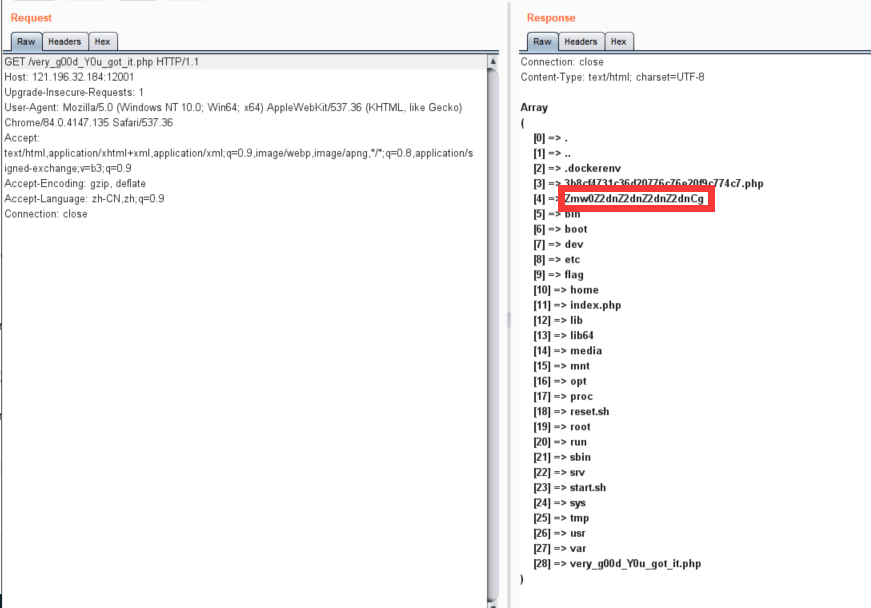 Request
Raw Headers Hex
GET /very_g00d_Y0u_got_it.php HTTP/1.1
Host: 121.196.32.184:12001
Upgrade-Insecure-Requests: 1
User-Agent: Mozilla/5.0 (Windows NT 10.0; Win64; x64) AppleWebKit/537.36 (KHTML, like Gecko)
Chrome/84.0.4147.135 Safari/537.36
Accept:
text/html,application/xhtml+xml,application/xml;q=0.9,image/webp,image/apng,*/*;q=0.8,application/s
igned-exchange;v=b3;q=0.9
Accept-Encoding: gzip, deflate
Accept-Language: zh-CN,zh;q=0.9
Connection: close
Response
Raw Headers Hex
Connection: close
Content-Type: text/html; charset=UTF-8
Array
(
[0] => .
[1] => ..
[2] => .dockerenv
[3] =>
[4] => Zmw0Z2dnZ2dnZ2dnZ2dnCg
[5] => bin
[6] => boot
[7] => dev
[8] => etc
[9] => flag
[10] => home
[11] => index.php
[12] => lib
[13] => lib64
[14] => media
[15] => mnt
[16] => opt
[17] => proc
[18] => reset.sh
[19] => root
[20] => run
[21] => sbin
[22] => srv
[23] => start.sh
[24] => sys
[25] => tmp
[26] => usr
[27] => var
[28] => very_g00d_Y0u_got_it.php
)